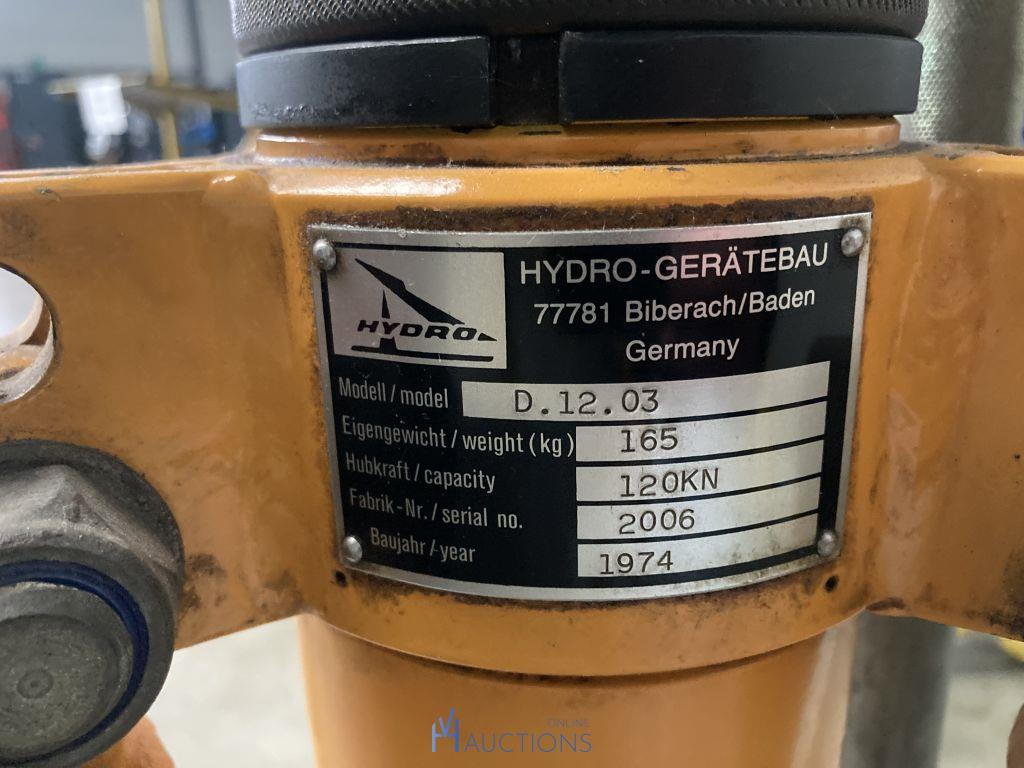 HYDRO
HYDRO-GERÄTEBAU
77781 Biberach/Baden
Germany
Modell/model D.12.03
Eigengewicht/weight(kg) 165
Hubkraft/capacity 120KN
Fabrik-Nr./serial no. 2006
Baujahr/year 1974
ONLINE
AUCTIONS